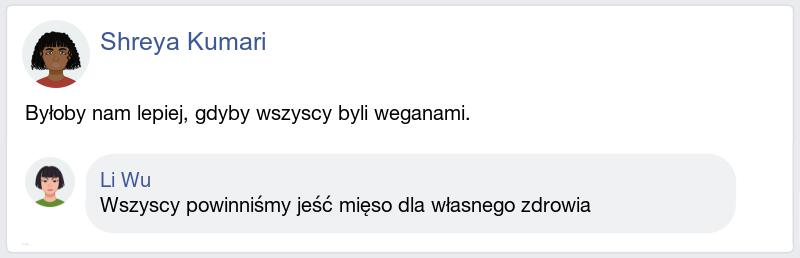 Shreya Kumari
Byłoby nam lepiej, gdyby wszyscy byli weganami.
Li Wu
Wszyscy powinniśmy jeść mięso dla własnego zdrowia